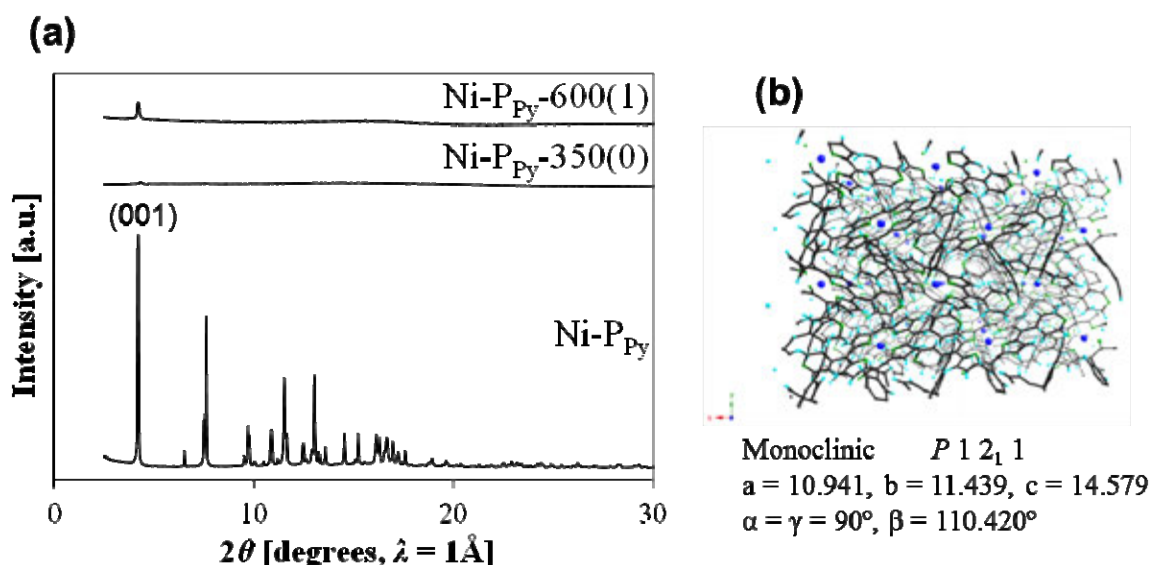 (a)
Ni-PPy-600(1)
Ni-PPy-350(0)
(001)
Ni-PPy
Intensity [a.u.]
0 10 20 30
2θ [degrees, λ = 1Å]
(b)
Monoclinic P 1 2₁ 1
a = 10.941, b = 11.439, c = 14.579
α = γ = 90°, β = 110.420°